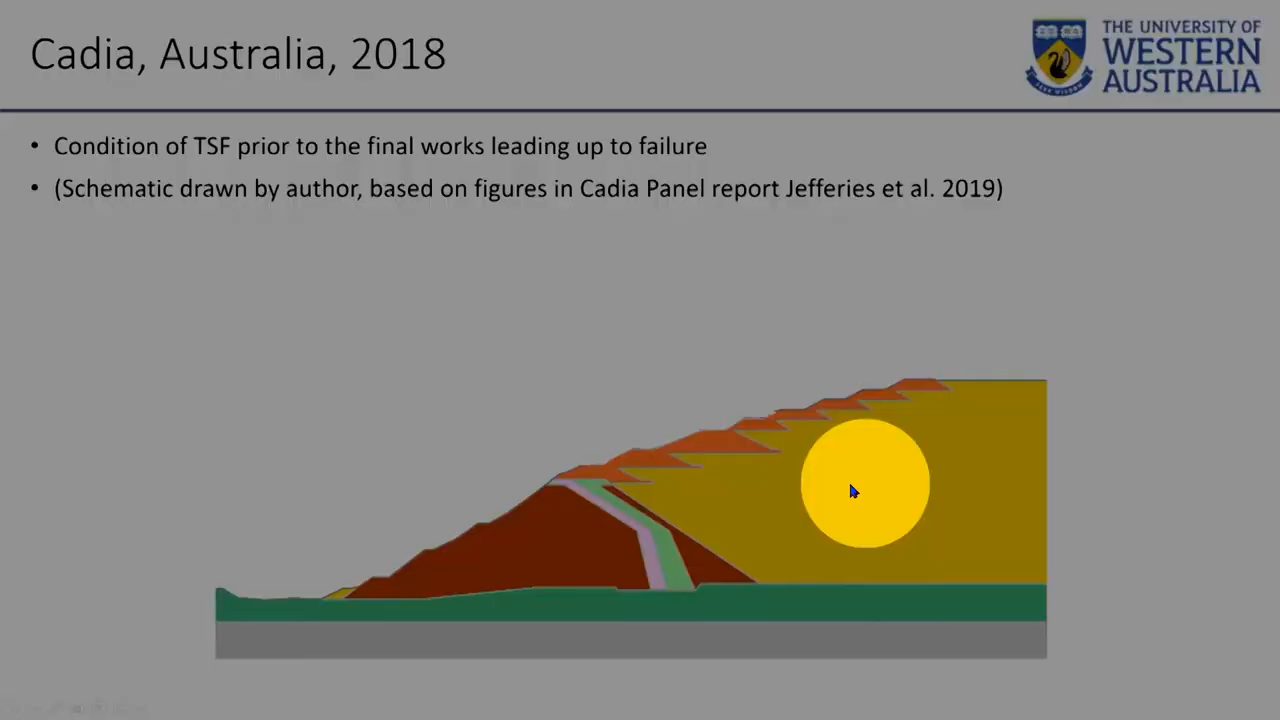 Cadia, Australia, 2018
THE UNIVERSITY OF
WESTERN
AUSTRALIA
• Condition of TSF prior to the final works leading up to failure
• (Schematic drawn by author, based on figures in Cadia Panel report Jefferies et al. 2019)